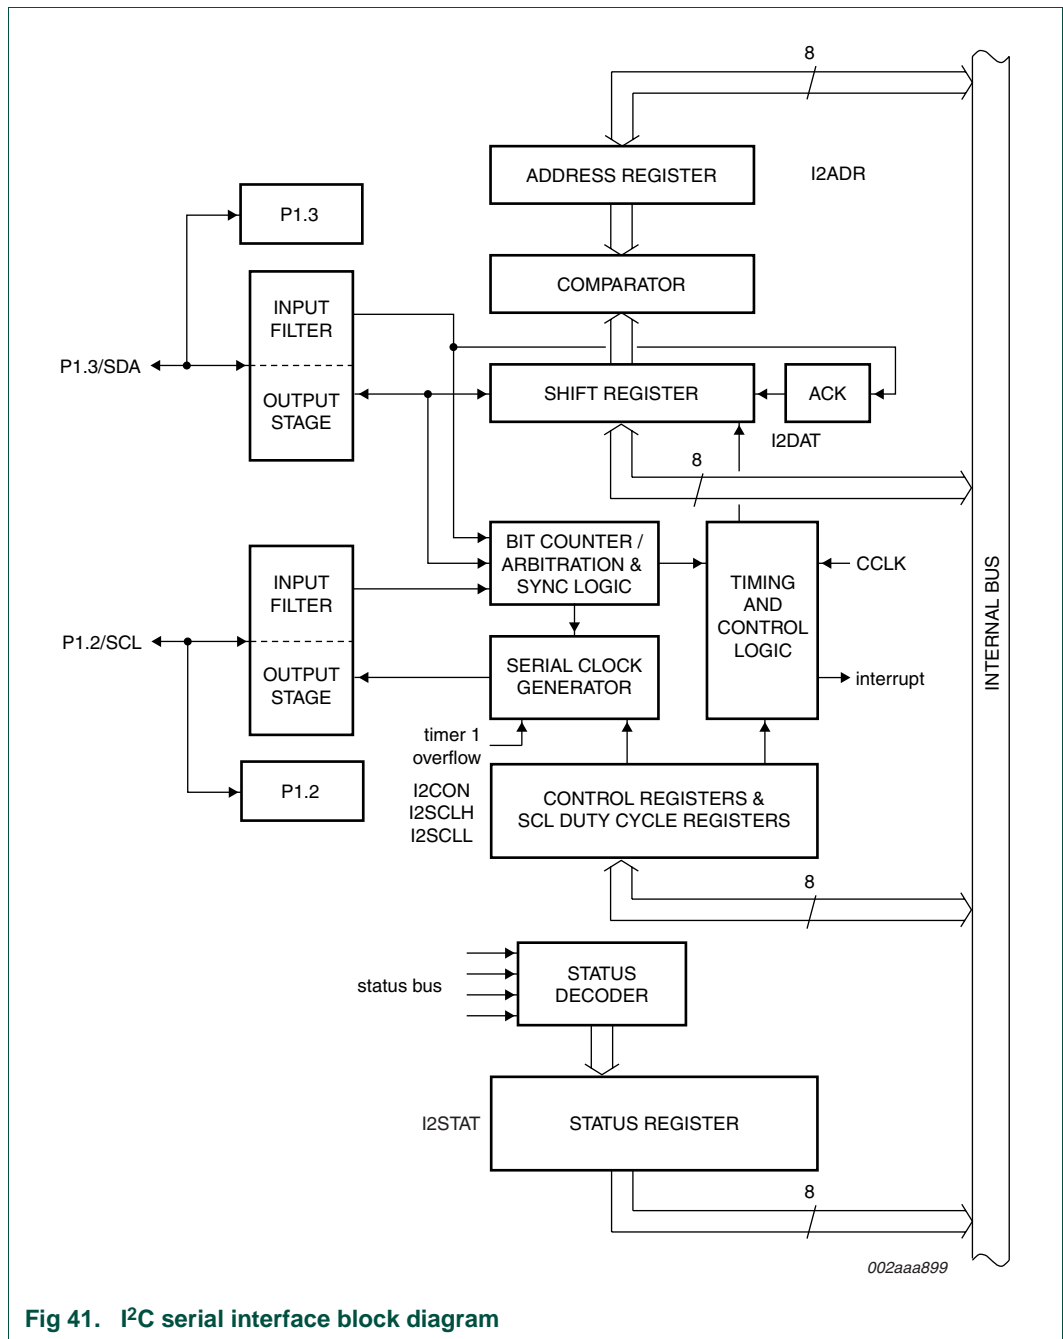 8
ADDRESS REGISTER
I2ADR
P1.3
COMPARATOR
INPUT
FILTER
P1.3/SDA
OUTPUT
STAGE
SHIFT REGISTER
ACK
I2DAT
8
BIT COUNTER /
ARBITRATION &
SYNC LOGIC
INPUT
FILTER
TIMING
AND
CONTROL
LOGIC
CCLK
P1.2/SCL
OUTPUT
STAGE
SERIAL CLOCK
GENERATOR
interrupt
INTERNAL BUS
timer 1
overflow
P1.2
I2CON
I2SCLH
I2SCLL
CONTROL REGISTERS &
SCL DUTY CYCLE REGISTERS
8
status bus
STATUS
DECODER
I2STAT
STATUS REGISTER
8
002aaa899
Fig 41. I²C serial interface block diagram